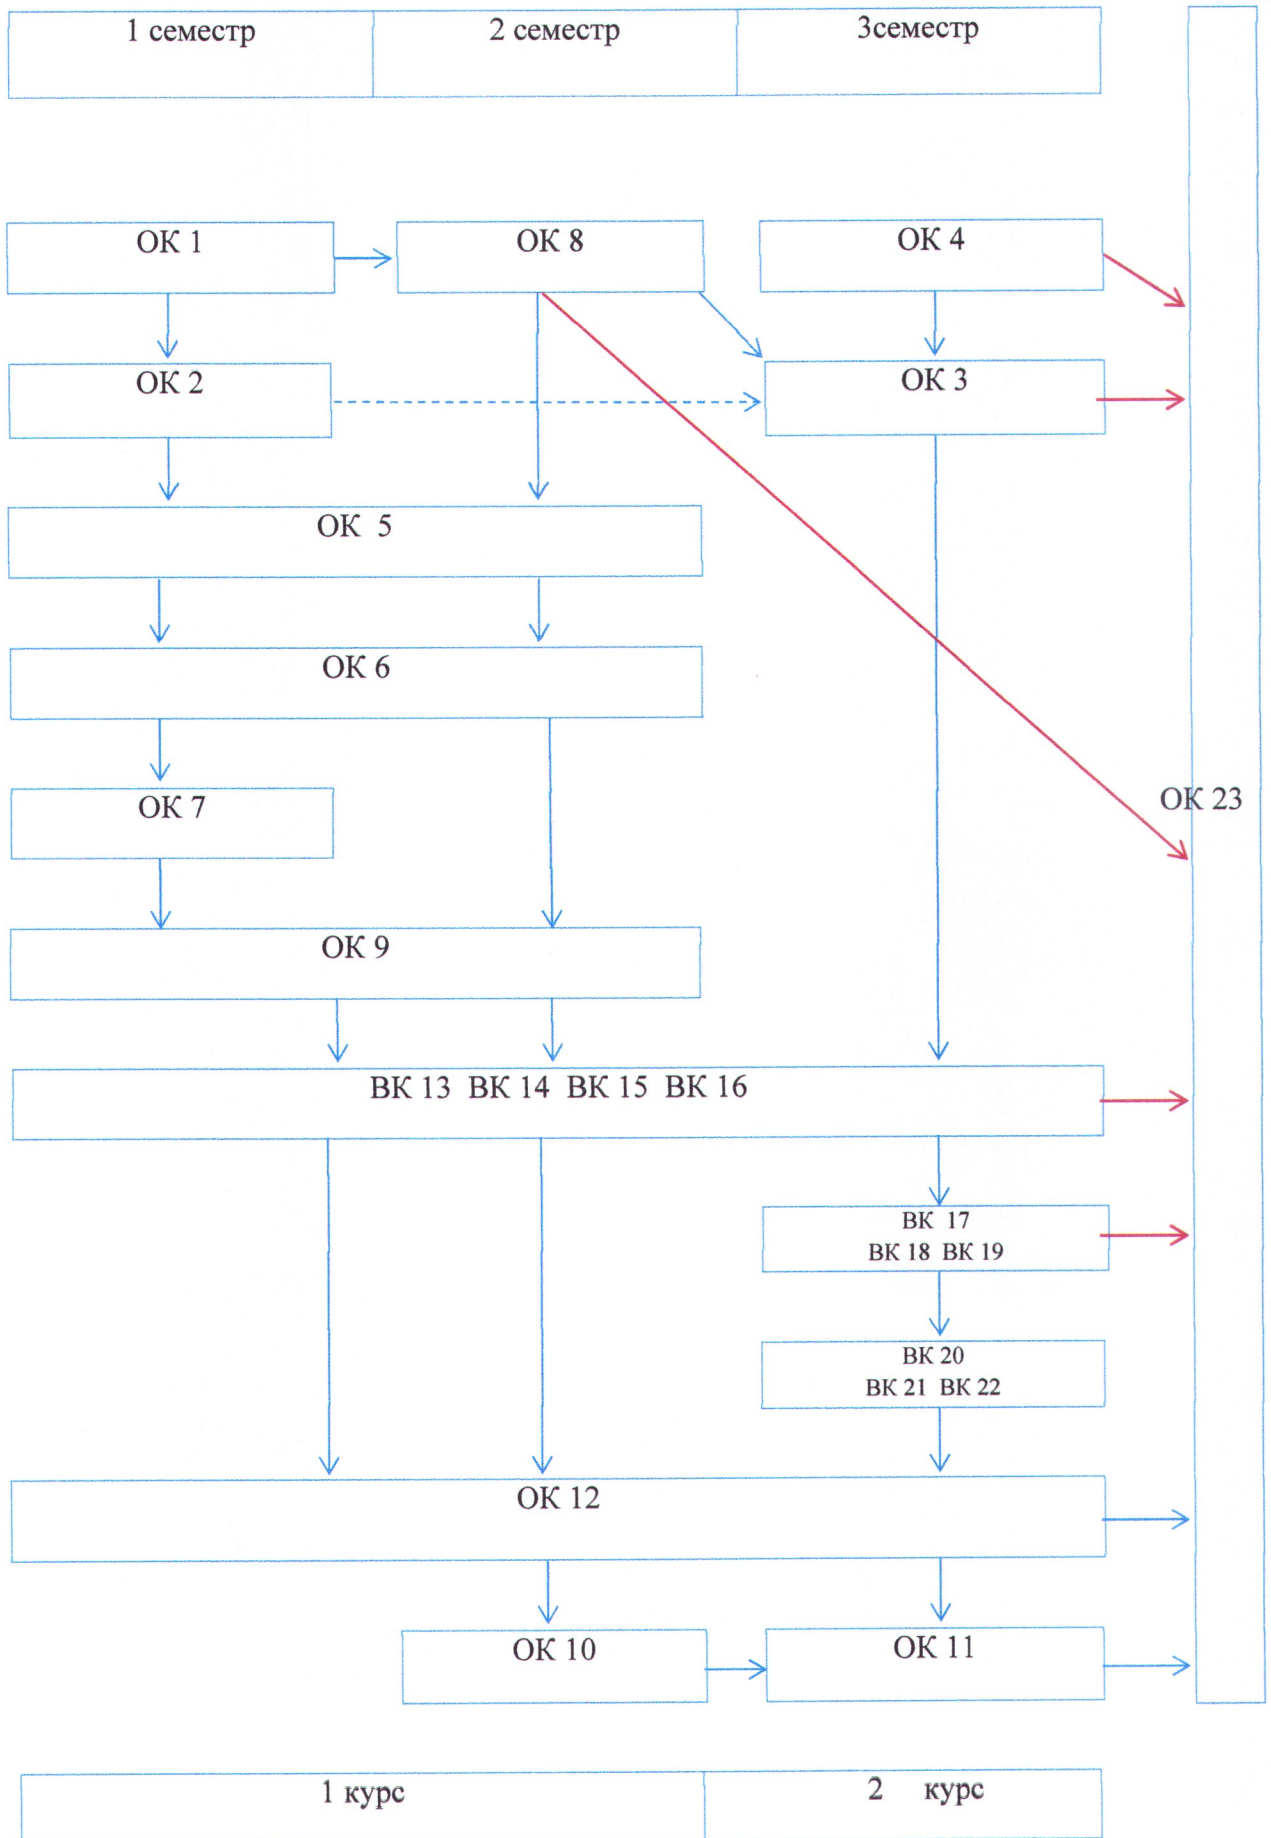 1 семестр
2 семестр
3семестр
ОК 1
ОК 8
ОК 4
ОК 2
ОК 3
ОК  5
ОК 6
ОК 7
ОК 23
ОК 9
ВК 13  ВК 14  ВК 15  ВК 16
ВК  17
ВК 18  ВК 19
ВК 20
ВК 21  ВК 22
ОК 12
ОК 10
ОК 11
1 курс
2    курс